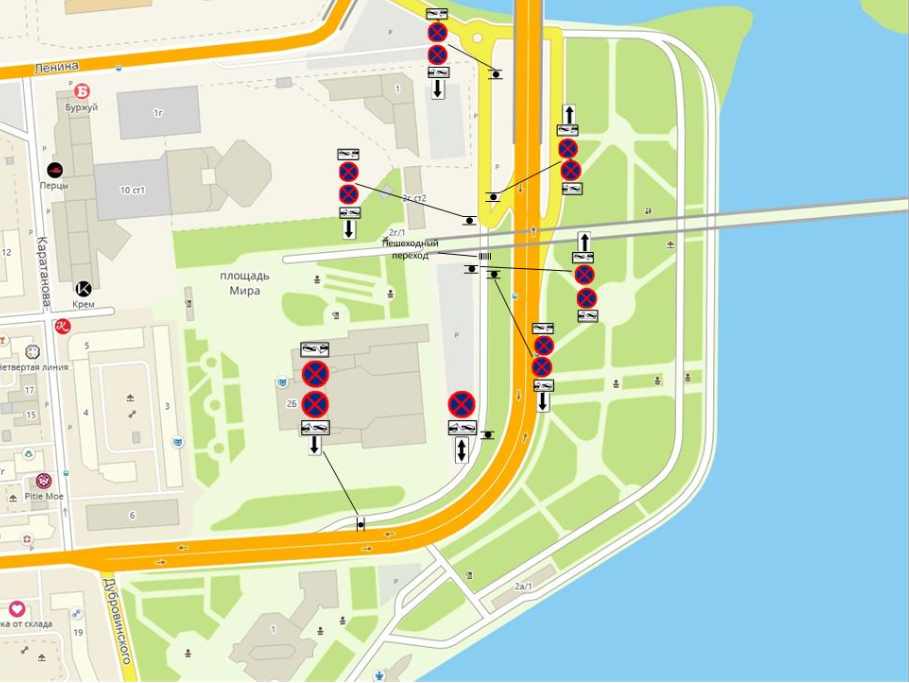 Ленина
Р
Б
Буржуй
1г
1
Р
Р
Перцы
10 ст1
2г ст2
Р
2г/1
Пешеходный
переход
12
Каратанова
площадь
Мира
Крем
К
5
Четвертая линия
Р
17
4
3
2Б
15
Р
г
Pitie Moe
6
Р
Р
2а/1
Дубровинского
ка от склада
19
1